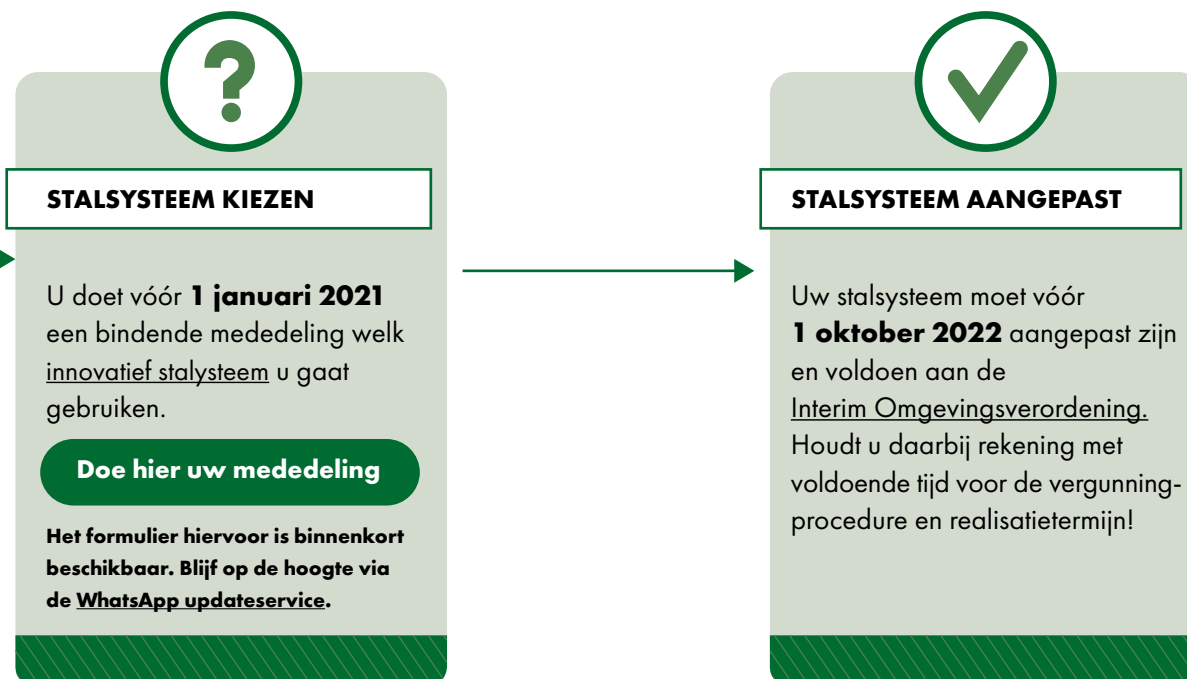 ?
STALSYSTEEM KIEZEN
U doet vóór 1 januari 2021
een bindende mededeling welk
innovatief stalysteem u gaat
gebruiken.
Doe hier uw mededeling
Het formulier hiervoor is binnenkort
beschikbaar. Blijf op de hoogte via
de WhatsApp updateservice.
STALSYSTEEM AANGEPAST
Uw stalsysteem moet vóór
1 oktober 2022 aangepast zijn
en voldoen aan de
Interim Omgevingsverordening.
Houdt u daarbij rekening met
voldoende tijd voor de vergunning-
procedure en realisatietermijn!